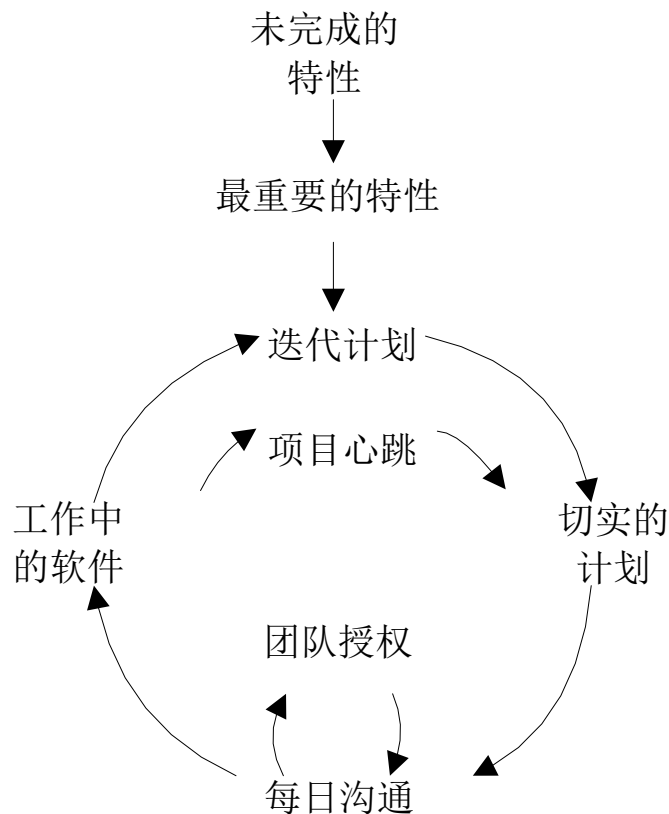 未完成的
特性
最重要的特性
迭代计划
项目心跳
工作中
的软件
切实的
计划
团队授权
每日沟通